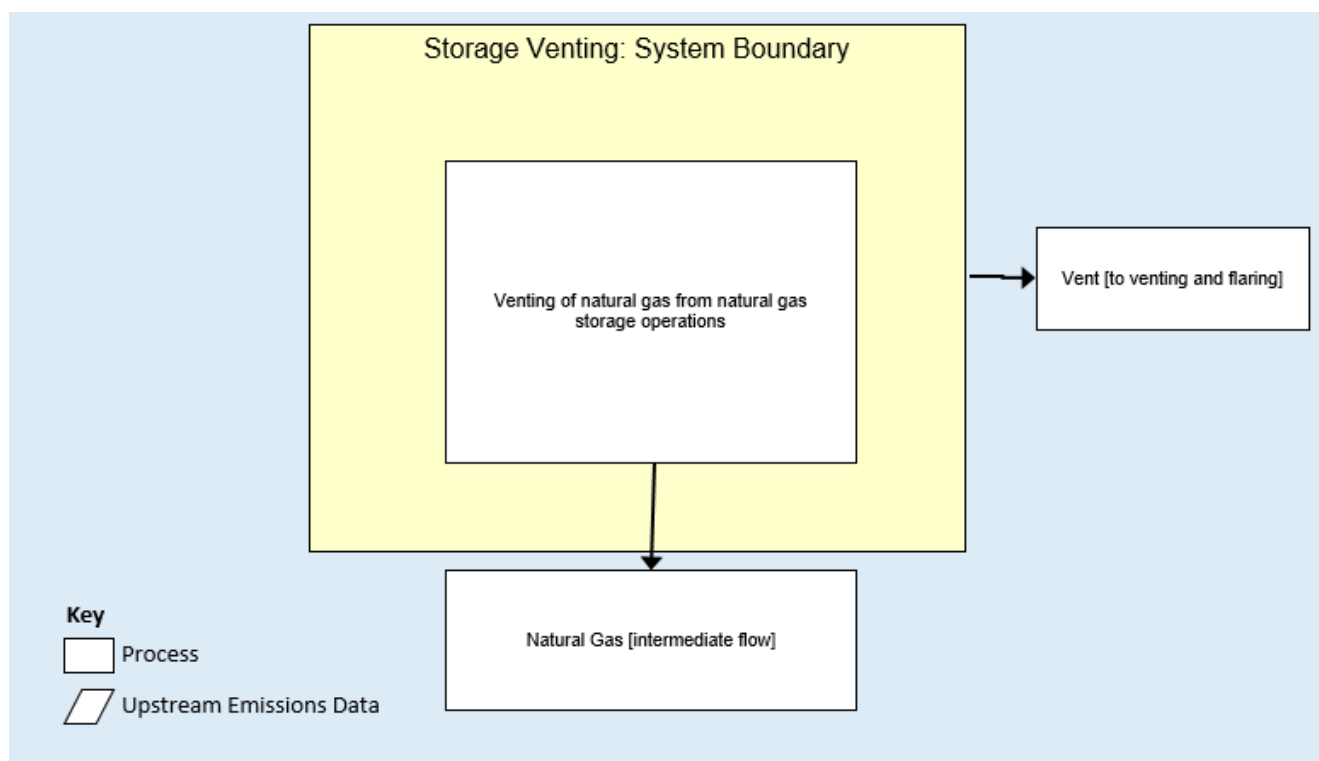 Storage Venting: System Boundary
Venting of natural gas from natural gas
storage operations
Vent [to venting and flaring]
Natural Gas [intermediate flow]
Key
Process
Upstream Emissions Data